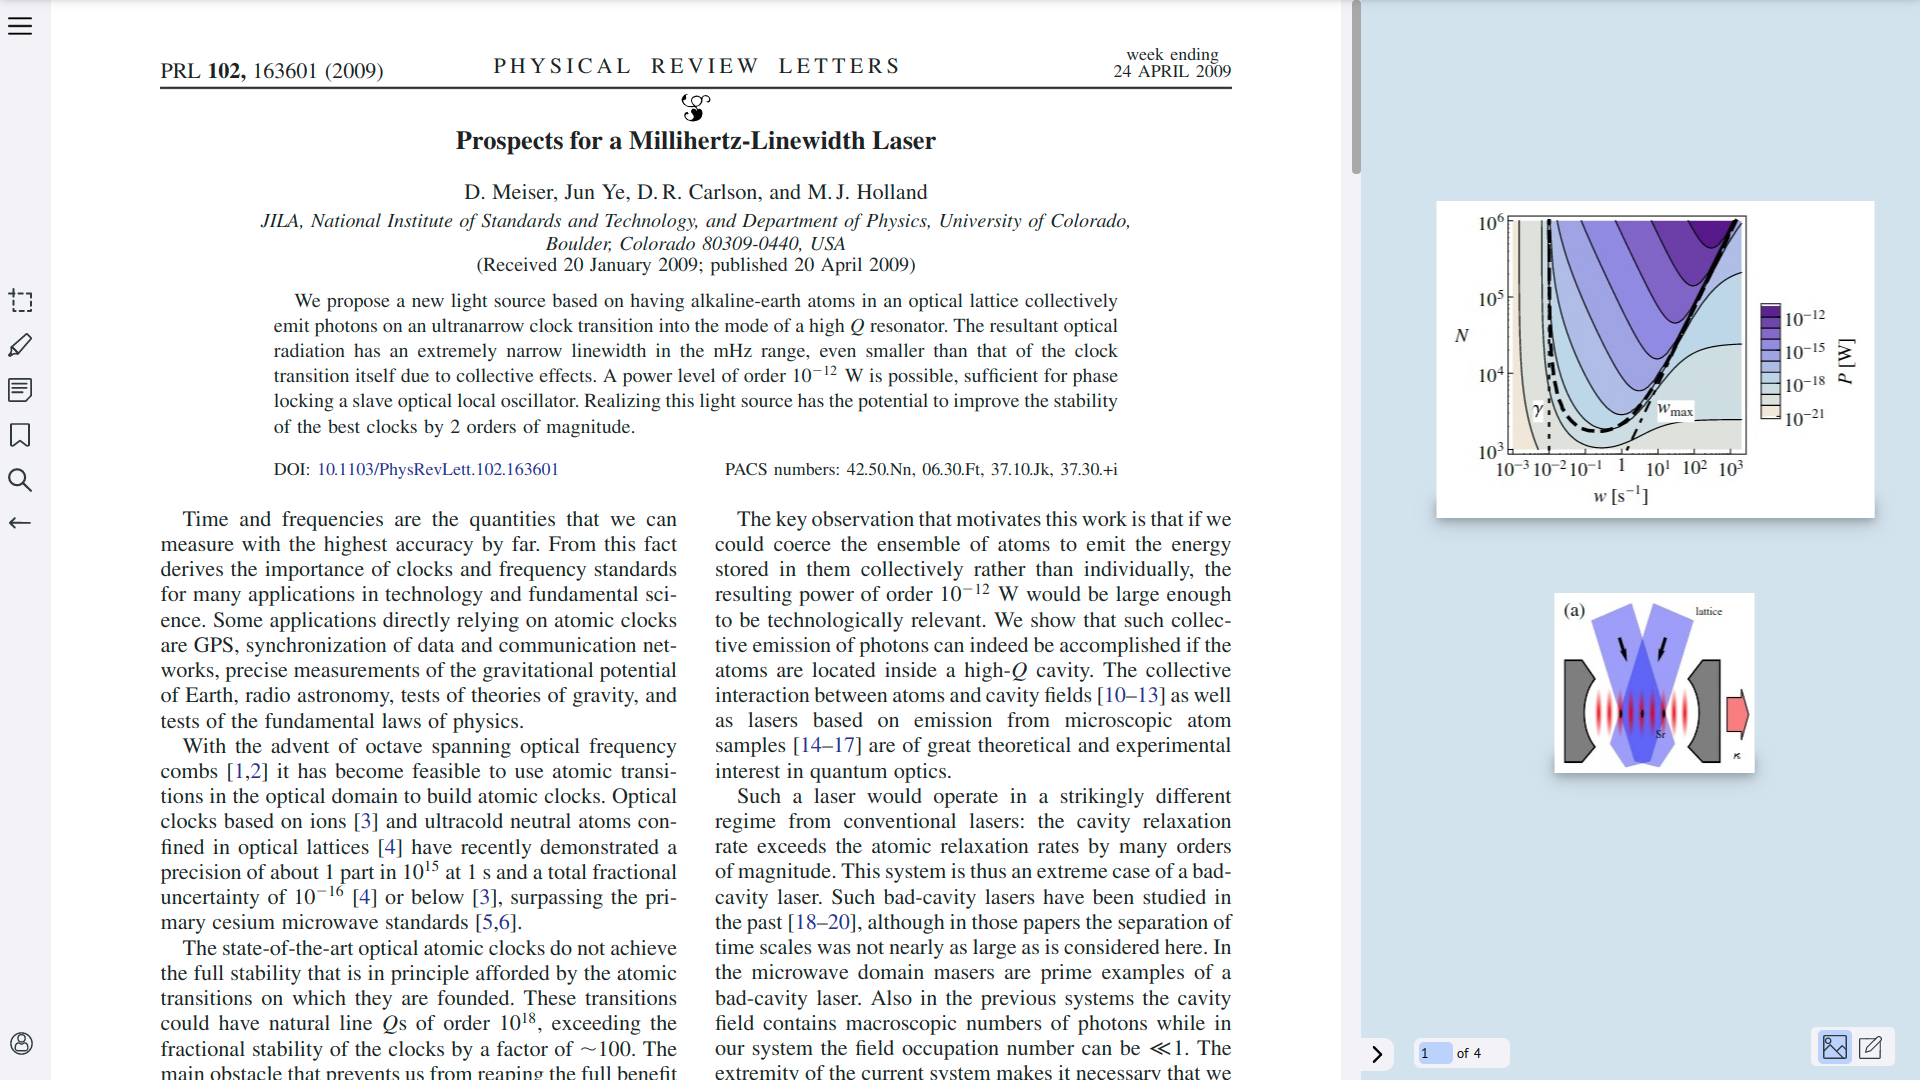 PRL 102, 163601 (2009)
PHYSICAL REVIEW LETTERS
week ending
24 APRIL 2009
Prospects for a Millihertz-Linewidth Laser
D. Meiser, Jun Ye, D. R. Carlson, and M. J. Holland
JILA, National Institute of Standards and Technology, and Department of Physics, University of Colorado,
Boulder, Colorado 80309-0440, USA
(Received 20 January 2009; published 20 April 2009)
We propose a new light source based on having alkaline-earth atoms in an optical lattice collectively
emit photons on an ultranarrow clock transition into the mode of a high Q resonator. The resultant optical
radiation has an extremely narrow linewidth in the mHz range, even smaller than that of the clock
transition itself due to collective effects. A power level of order 10⁻¹² W is possible, sufficient for phase
locking a slave optical local oscillator. Realizing this light source has the potential to improve the stability
of the best clocks by 2 orders of magnitude.
DOI: 10.1103/PhysRevLett.102.163601
PACS numbers: 42.50.Nn, 06.30.Ft, 37.10.Jk, 37.30.+i
Time and frequencies are the quantities that we can
measure with the highest accuracy by far. From this fact
derives the importance of clocks and frequency standards
for many applications in technology and fundamental sci-
ence. Some applications directly relying on atomic clocks
are GPS, synchronization of data and communication net-
works, precise measurements of the gravitational potential
of Earth, radio astronomy, tests of theories of gravity, and
tests of the fundamental laws of physics.
With the advent of octave spanning optical frequency
combs [1,2] it has become feasible to use atomic transi-
tions in the optical domain to build atomic clocks. Optical
clocks based on ions [3] and ultracold neutral atoms con-
fined in optical lattices [4] have recently demonstrated a
precision of about 1 part in 10¹⁵ at 1 s and a total fractional
uncertainty of 10⁻¹⁶ [4] or below [3], surpassing the pri-
mary cesium microwave standards [5,6].
The state-of-the-art optical atomic clocks do not achieve
the full stability that is in principle afforded by the atomic
transitions on which they are founded. These transitions
could have natural line Qs of order 10¹⁸, exceeding the
fractional stability of the clocks by a factor of ~100. The
main obstacle that prevents us from reaping the full benefit
The key observation that motivates this work is that if we
could coerce the ensemble of atoms to emit the energy
stored in them collectively rather than individually, the
resulting power of order 10⁻¹² W would be large enough
to be technologically relevant. We show that such collec-
tive emission of photons can indeed be accomplished if the
atoms are located inside a high-Q cavity. The collective
interaction between atoms and cavity fields [10–13] as well
as lasers based on emission from microscopic atom
samples [14–17] are of great theoretical and experimental
interest in quantum optics.
Such a laser would operate in a strikingly different
regime from conventional lasers: the cavity relaxation
rate exceeds the atomic relaxation rates by many orders
of magnitude. This system is thus an extreme case of a bad-
cavity laser. Such bad-cavity lasers have been studied in
the past [18–20], although in those papers the separation of
time scales was not nearly as large as is considered here. In
the microwave domain masers are prime examples of a
bad-cavity laser. Also in the previous systems the cavity
field contains macroscopic numbers of photons while in
our system the field occupation number can be ≪1. The
extremity of the current system makes it necessary that we
10⁶
10⁵
N
10⁴
10³
γ
w_max
10⁻³ 10⁻² 10⁻¹ 1 10¹ 10² 10³
w [s⁻¹]
10⁻¹²
10⁻¹⁵
10⁻¹⁸
10⁻²¹
P [W]
(a)
lattice
Sr
κ
1 of 4